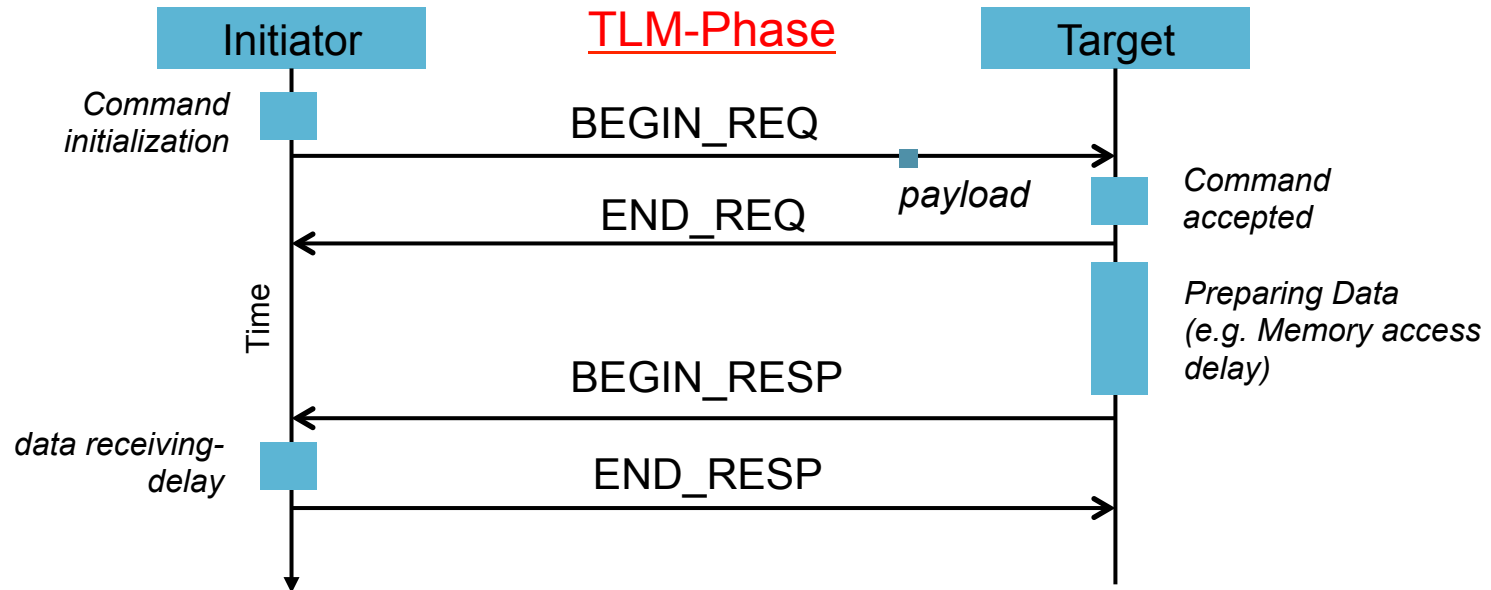 Initiator
TLM-Phase
Target
Command
initialization
BEGIN_REQ
payload
Command
accepted
END_REQ
Time
Preparing Data
(e.g. Memory access
delay)
BEGIN_RESP
data receiving-
delay
END_RESP